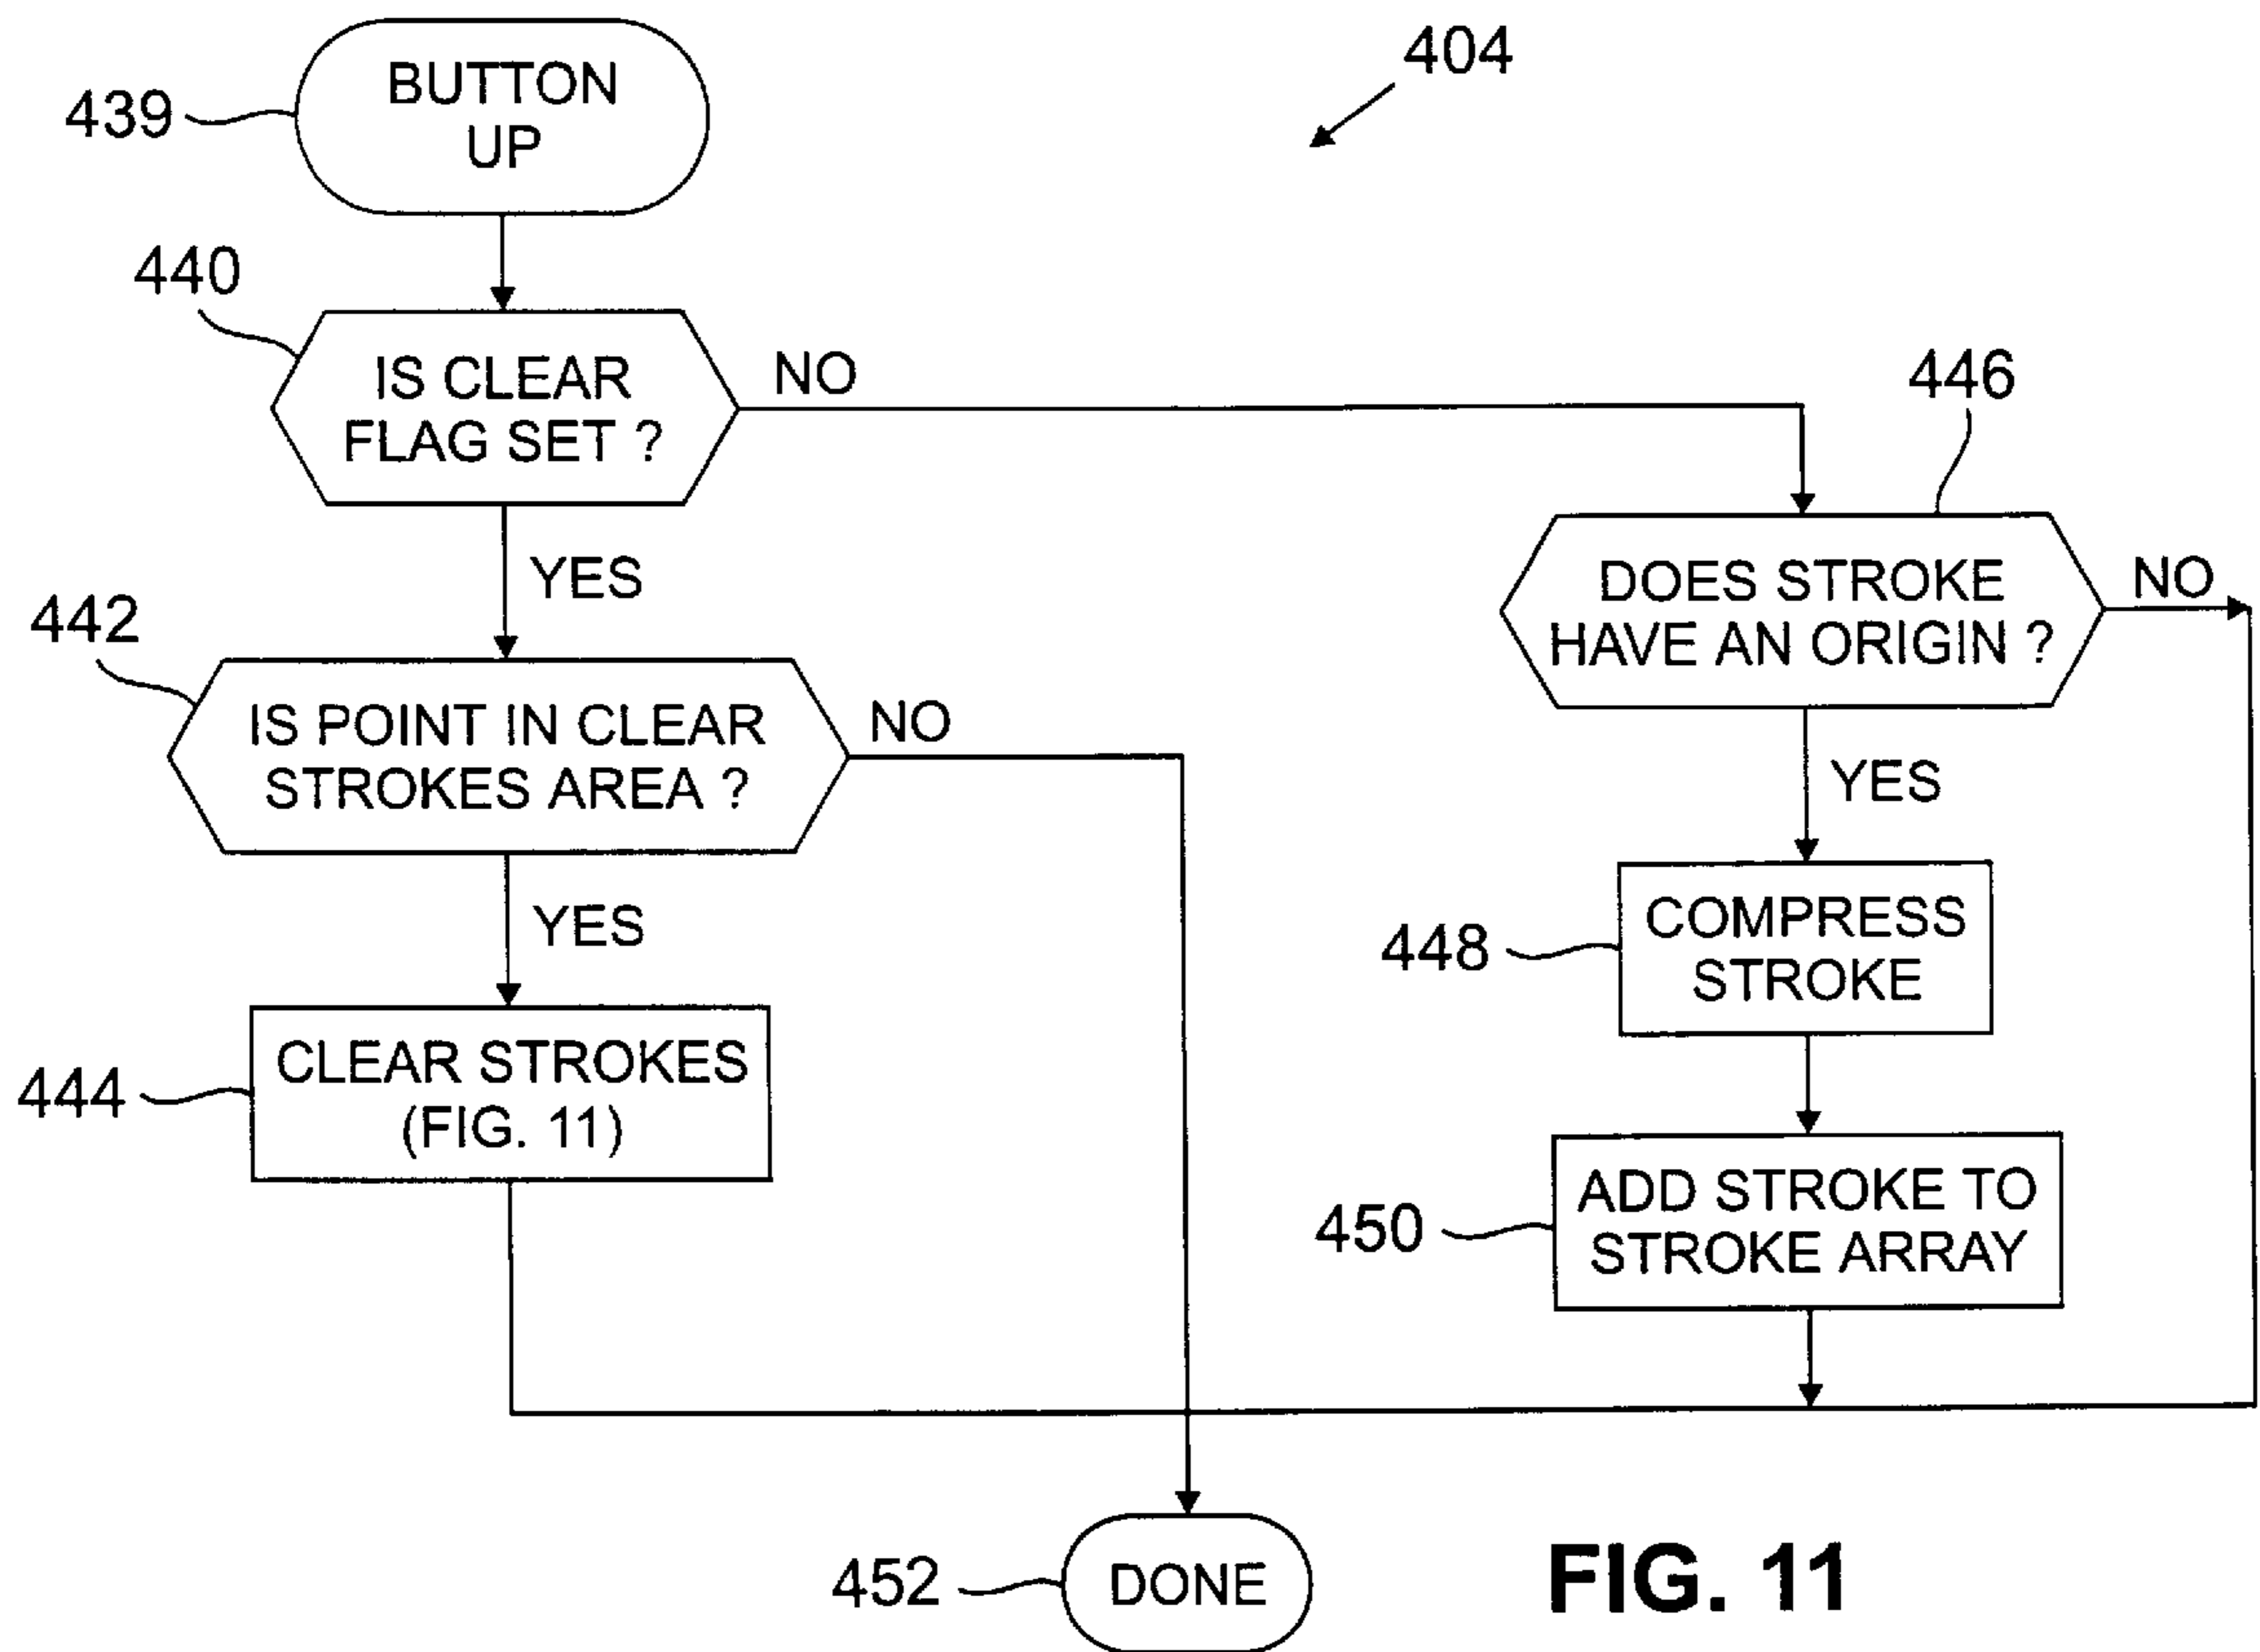 404
439
BUTTON
UP
440
IS CLEAR
FLAG SET ?
NO
YES
446
DOES STROKE
HAVE AN ORIGIN ?
NO
YES
442
IS POINT IN CLEAR
STROKES AREA ?
NO
YES
448
COMPRESS
STROKE
444
CLEAR STROKES
(FIG. 11)
450
ADD STROKE TO
STROKE ARRAY
452
DONE
FIG. 11